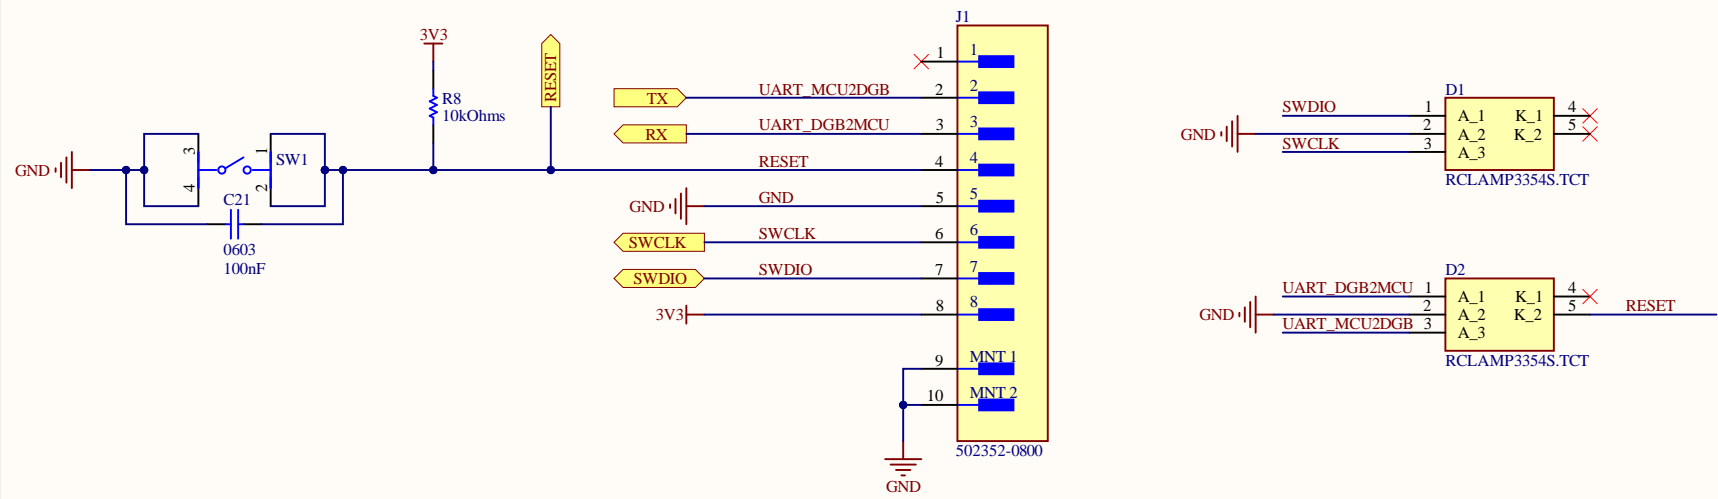 J1
3V3
RESET
R8
10kOhms
1
1
TX
UART_MCU2DGB
2
2
RX
UART_DGB2MCU
3
3
RESET
4
4
GND
3
4
1
2
SW1
C21
0603
100nF
GND
GND
5
5
SWCLK
SWCLK
6
6
SWDIO
SWDIO
7
7
3V3
8
8
9
MNT 1
10
MNT 2
502352-0800
GND
D1
SWDIO
1
A_1
K_1
4
GND
2
A_2
K_2
5
SWCLK
3
A_3
RCLAMP3354S.TCT
D2
UART_DGB2MCU
1
A_1
K_1
4
GND
2
A_2
K_2
5
RESET
UART_MCU2DGB
3
A_3
RCLAMP3354S.TCT